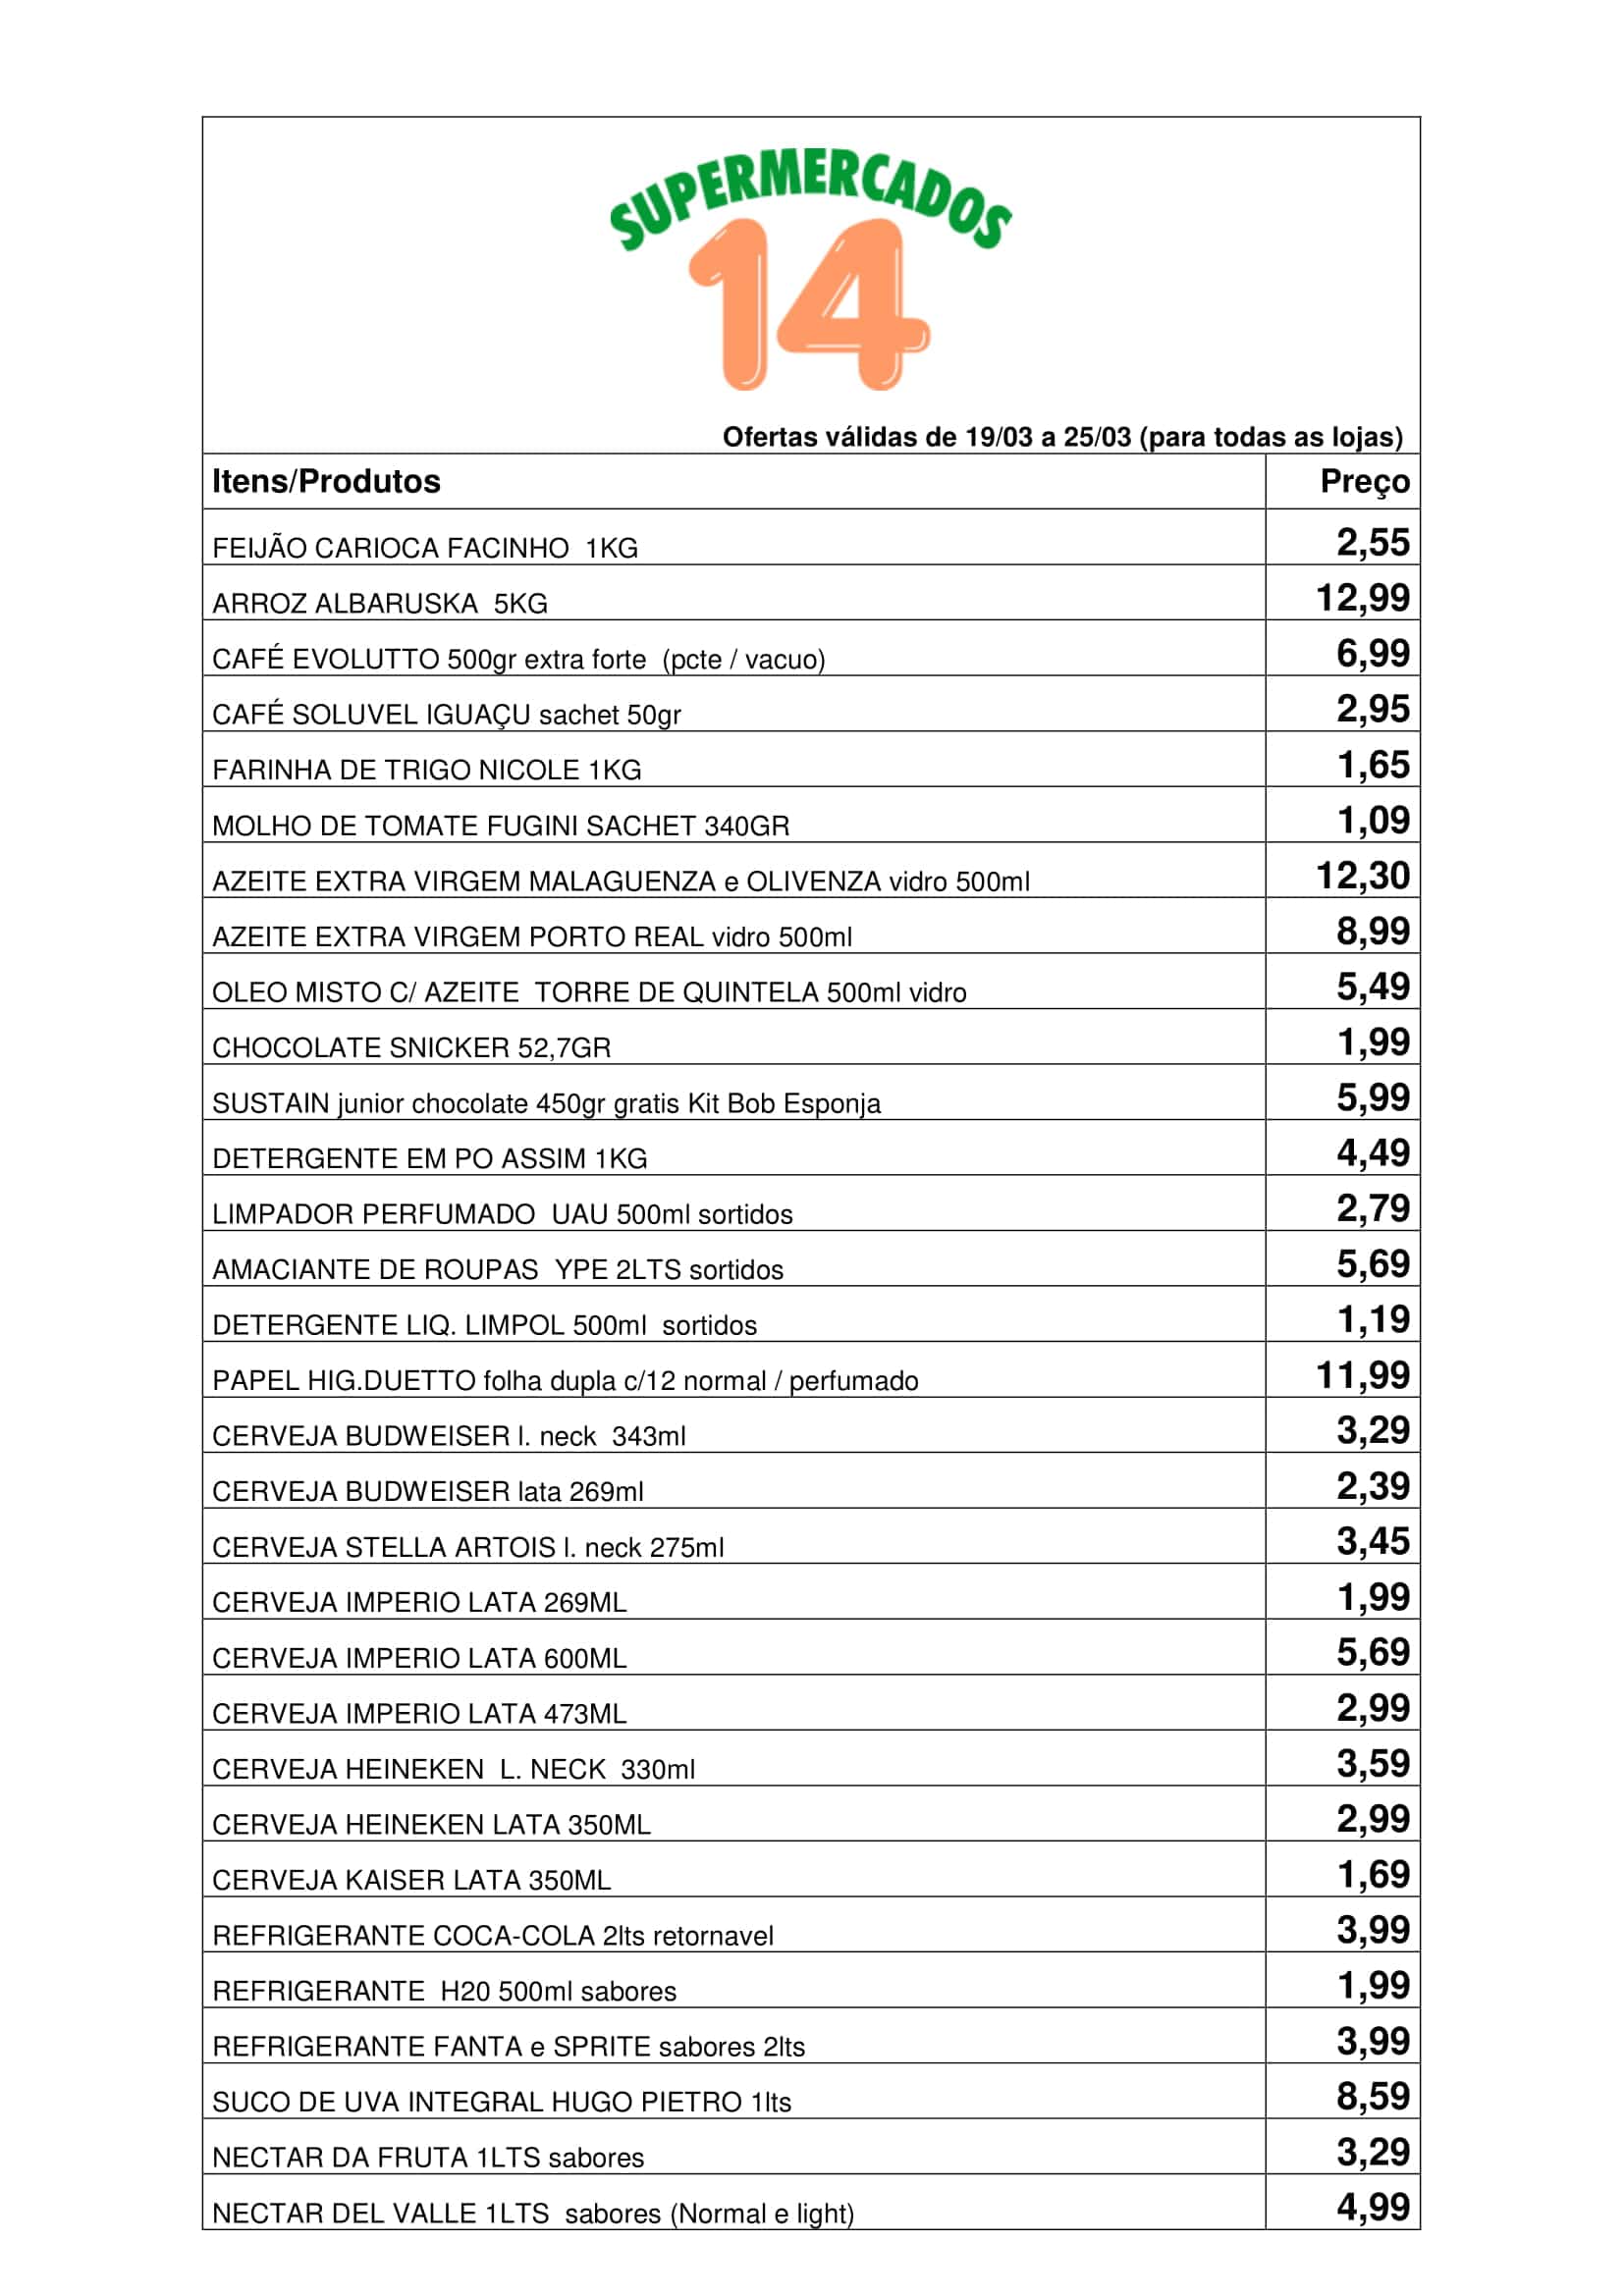 SUPERMERCADOS
14
Ofertas válidas de 19/03 a 25/03 (para todas as lojas)
Itens/Produtos Preço
FEIJÃO CARIOCA FACINHO  1KG 2,55
ARROZ ALBARUSKA  5KG 12,99
CAFÉ EVOLUTTO 500gr extra forte  (pcte / vacuo) 6,99
CAFÉ SOLUVEL IGUAÇU sachet 50gr 2,95
FARINHA DE TRIGO NICOLE 1KG 1,65
MOLHO DE TOMATE FUGINI SACHET 340GR 1,09
AZEITE EXTRA VIRGEM MALAGUENZA e OLIVENZA vidro 500ml 12,30
AZEITE EXTRA VIRGEM PORTO REAL vidro 500ml 8,99
OLEO MISTO C/ AZEITE  TORRE DE QUINTELA 500ml vidro 5,49
CHOCOLATE SNICKER 52,7GR 1,99
SUSTAIN junior chocolate 450gr gratis Kit Bob Esponja 5,99
DETERGENTE EM PO ASSIM 1KG 4,49
LIMPADOR PERFUMADO  UAU 500ml sortidos 2,79
AMACIANTE DE ROUPAS  YPE 2LTS sortidos 5,69
DETERGENTE LIQ. LIMPOL 500ml  sortidos 1,19
PAPEL HIG.DUETTO folha dupla c/12 normal / perfumado 11,99
CERVEJA BUDWEISER l. neck  343ml 3,29
CERVEJA BUDWEISER lata 269ml 2,39
CERVEJA STELLA ARTOIS l. neck 275ml 3,45
CERVEJA IMPERIO LATA 269ML 1,99
CERVEJA IMPERIO LATA 600ML 5,69
CERVEJA IMPERIO LATA 473ML 2,99
CERVEJA HEINEKEN  L. NECK  330ml 3,59
CERVEJA HEINEKEN LATA 350ML 2,99
CERVEJA KAISER LATA 350ML 1,69
REFRIGERANTE COCA-COLA 2lts retornavel 3,99
REFRIGERANTE  H20 500ml sabores 1,99
REFRIGERANTE FANTA e SPRITE sabores 2lts 3,99
SUCO DE UVA INTEGRAL HUGO PIETRO 1lts 8,59
NECTAR DA FRUTA 1LTS sabores 3,29
NECTAR DEL VALLE 1LTS  sabores (Normal e light) 4,99